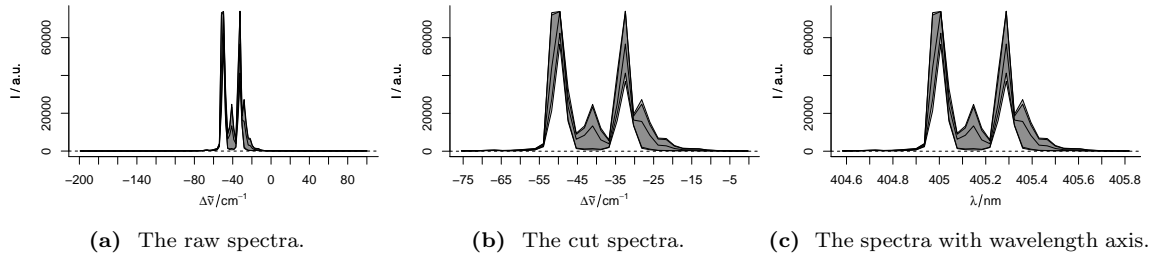 I / a.u.
0 20000 60000
−200 −140 −80 −40 0 40 80
Δν̃/cm⁻¹
I / a.u.
0 20000 60000
−75 −65 −55 −45 −35 −25 −15 −5
Δν̃/cm⁻¹
I / a.u.
0 20000 60000
404.6 404.8 405 405.2 405.4 405.6 405.8
λ/nm
(a) The raw spectra.
(b) The cut spectra.
(c) The spectra with wavelength axis.